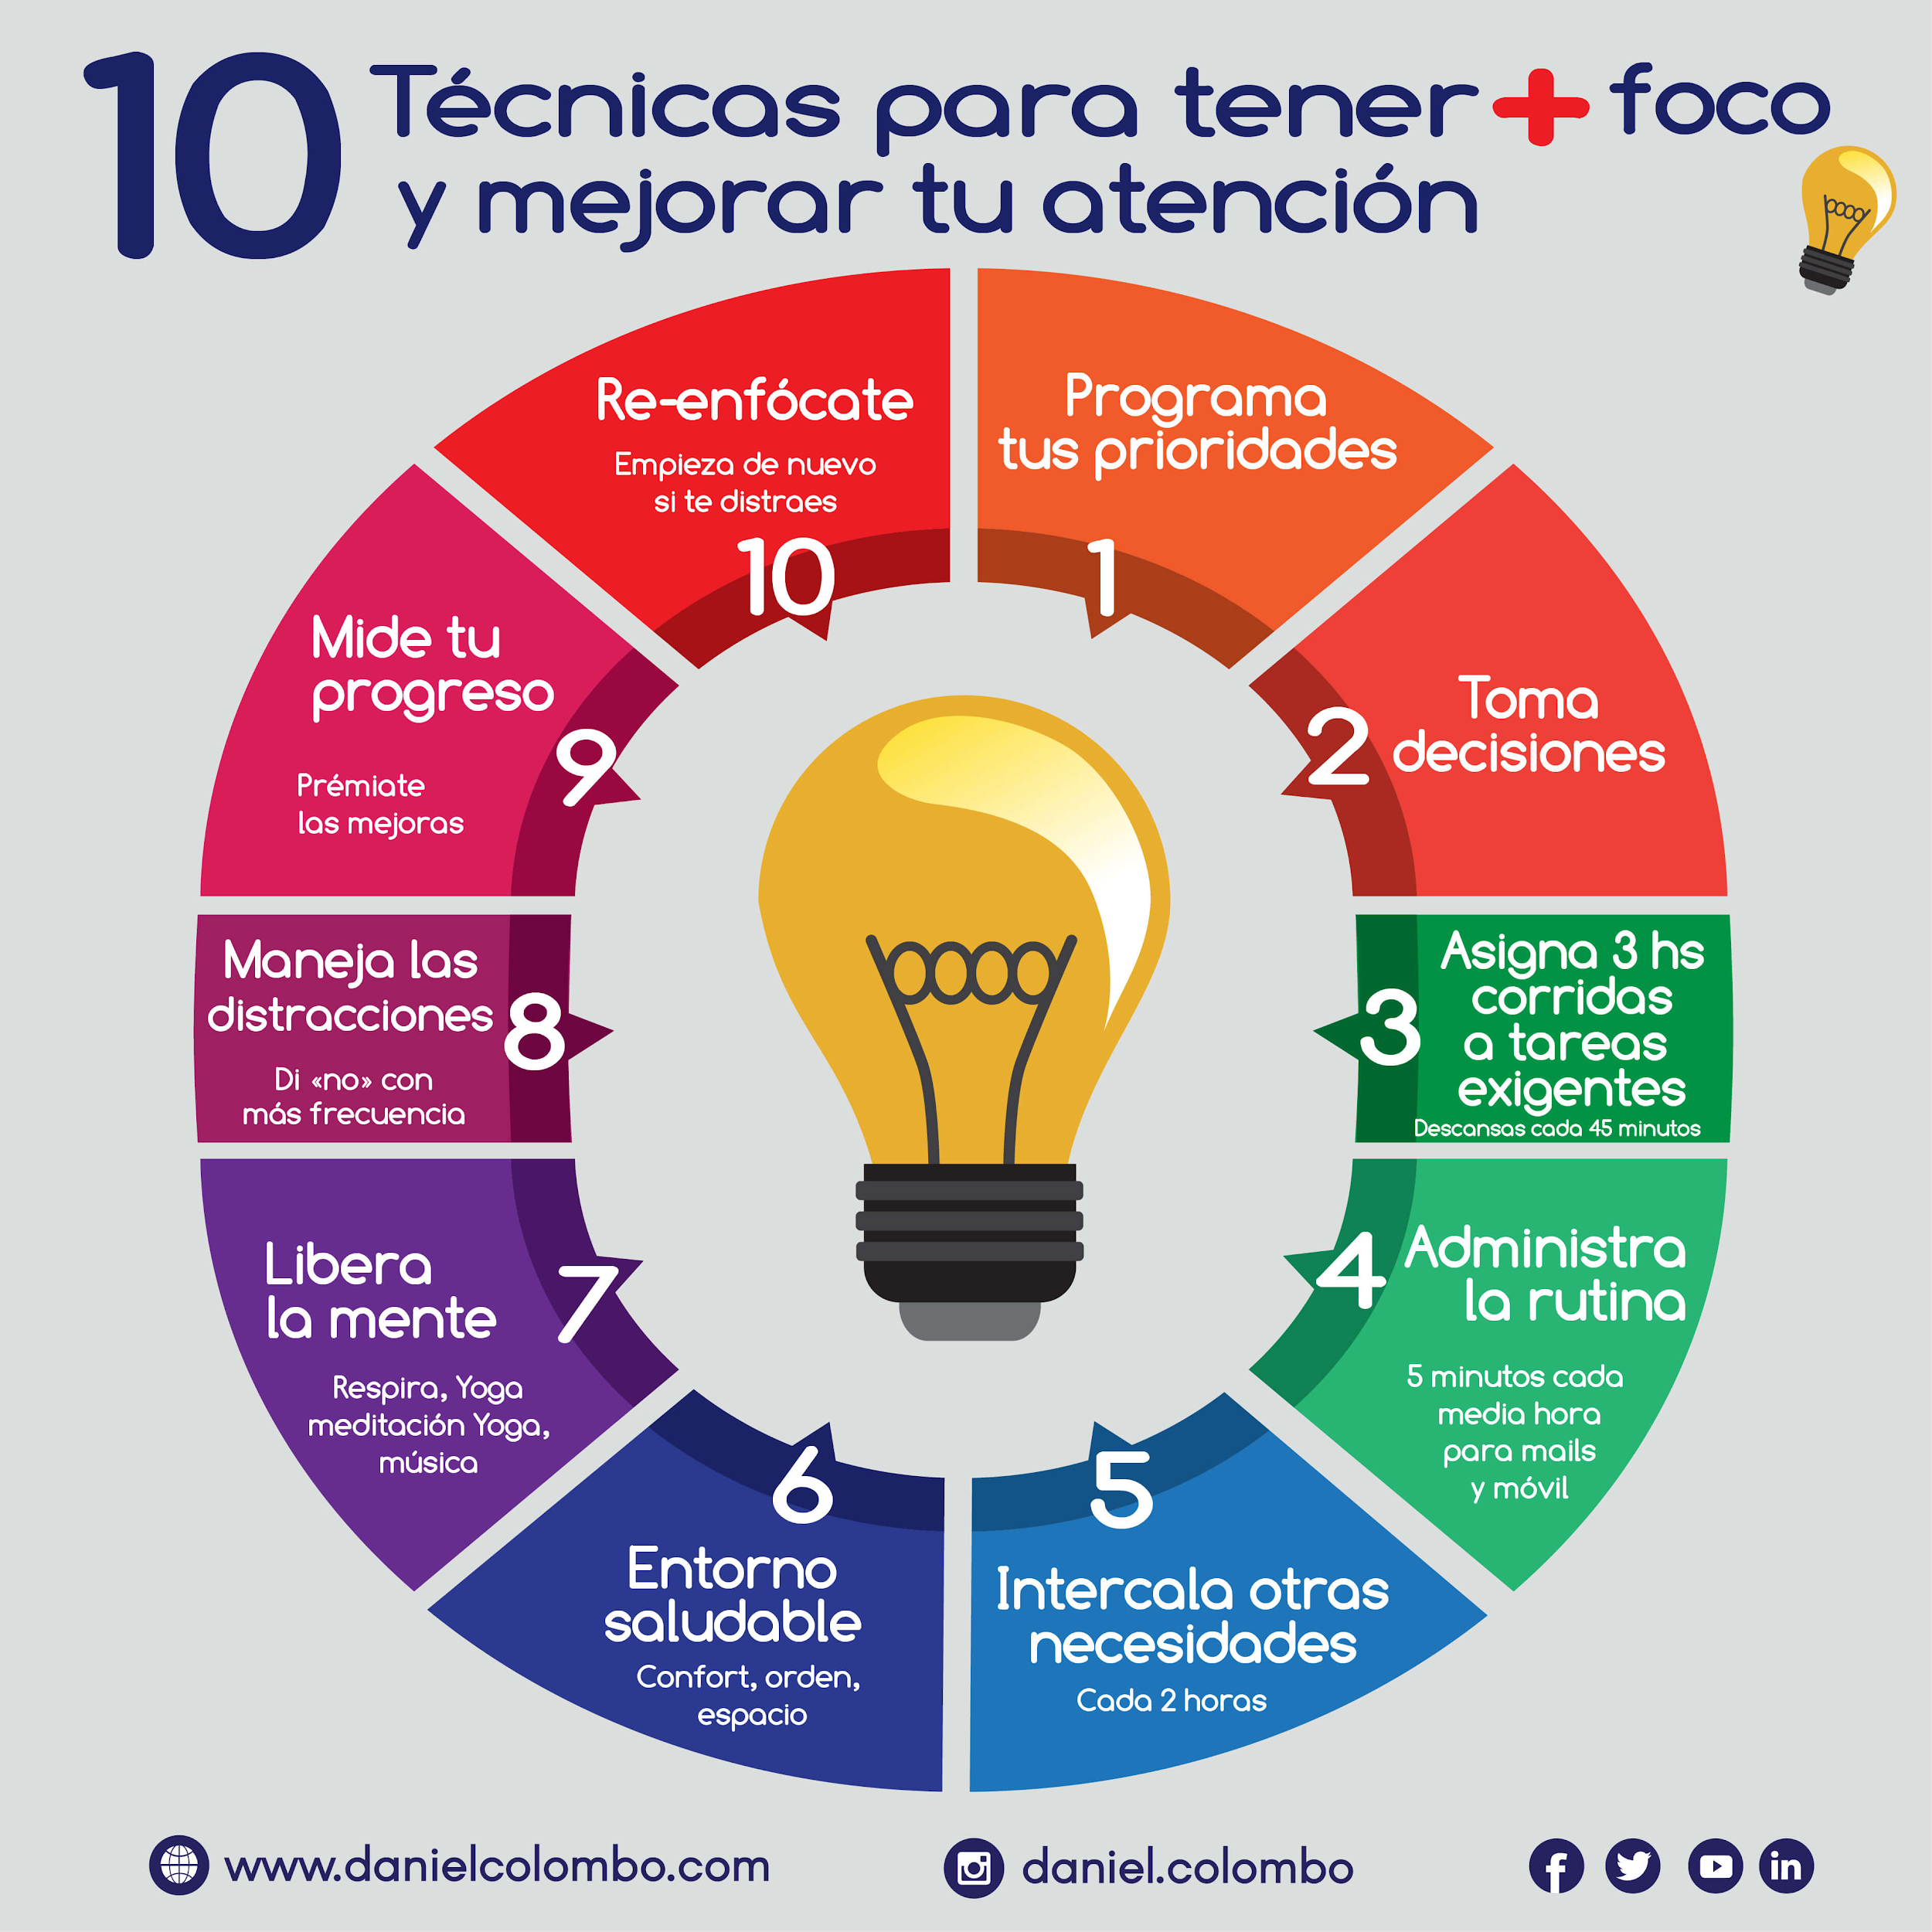 10 Técnicas para tener + foco
y mejorar tu atención
Programa
tus prioridades
1
Toma
decisiones
2
Asigna 3 hs
corridas
a tareas
exigentes
Descansas cada 45 minutos
3
Administra
la rutina
5 minutos cada
media hora
para mails
y móvil
4
5
Intercala otras
necesidades
Cada 2 horas
6
Entorno
saludable
Confort, orden,
espacio
7
Libera
la mente
Respira, Yoga
meditación Yoga,
música
8
Maneja las
distracciones
Di «no» con
más frecuencia
9
Mide tu
progreso
Prémiate
las mejoras
Re-enfócate
Empieza de nuevo
si te distraes
10
www.danielcolombo.com
daniel.colombo
f
in